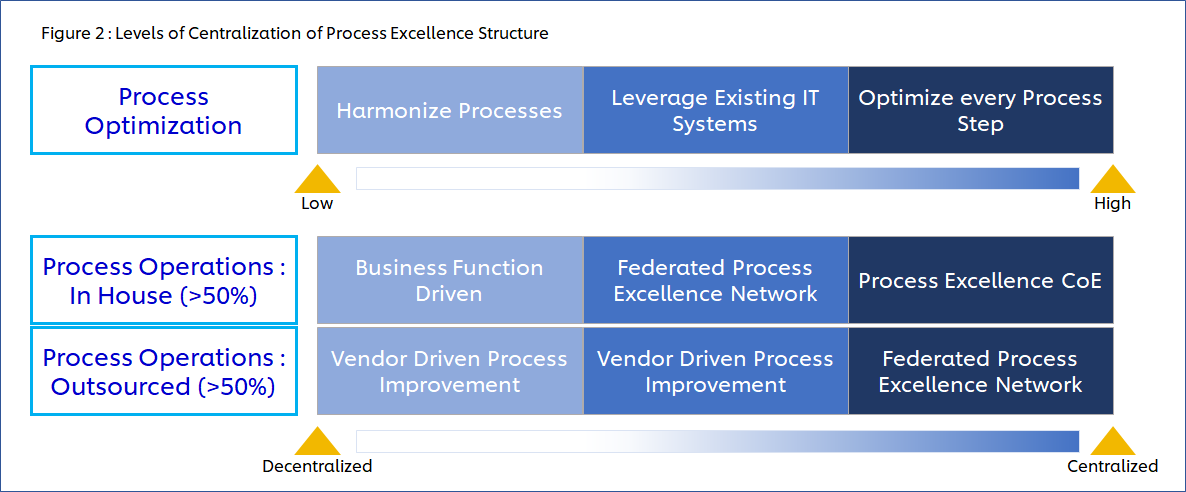 Figure 2 : Levels of Centralization of Process Excellence Structure
Process
Optimization
Harmonize Processes
Leverage Existing IT
Systems
Optimize every Process
Step
Low
High
Process Operations :
In House (>50%)
Business Function
Driven
Federated Process
Excellence Network
Process Excellence CoE
Process Operations :
Outsourced (>50%)
Vendor Driven Process
Improvement
Vendor Driven Process
Improvement
Federated Process
Excellence Network
Decentralized
Centralized